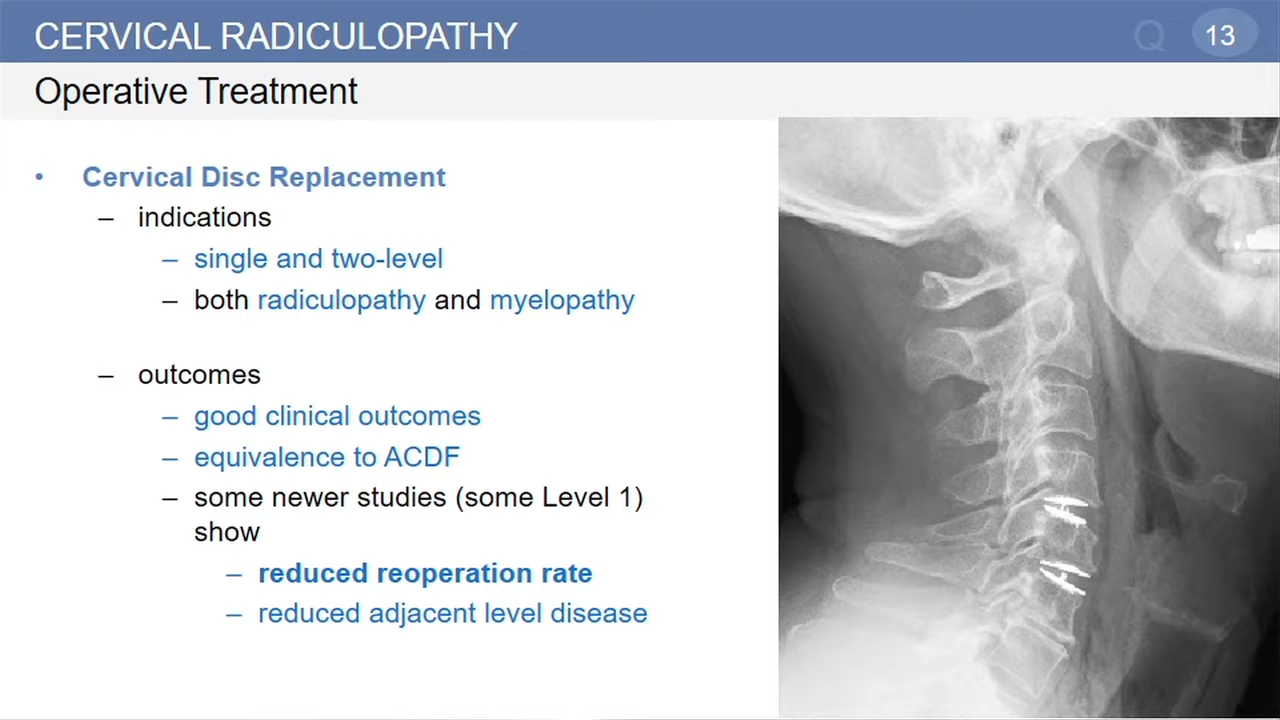 CERVICAL RADICULOPATHY Q 13
Operative Treatment
• Cervical Disc Replacement
– indications
– single and two-level
– both radiculopathy and myelopathy
– outcomes
– good clinical outcomes
– equivalence to ACDF
– some newer studies (some Level 1)
show
– reduced reoperation rate
– reduced adjacent level disease